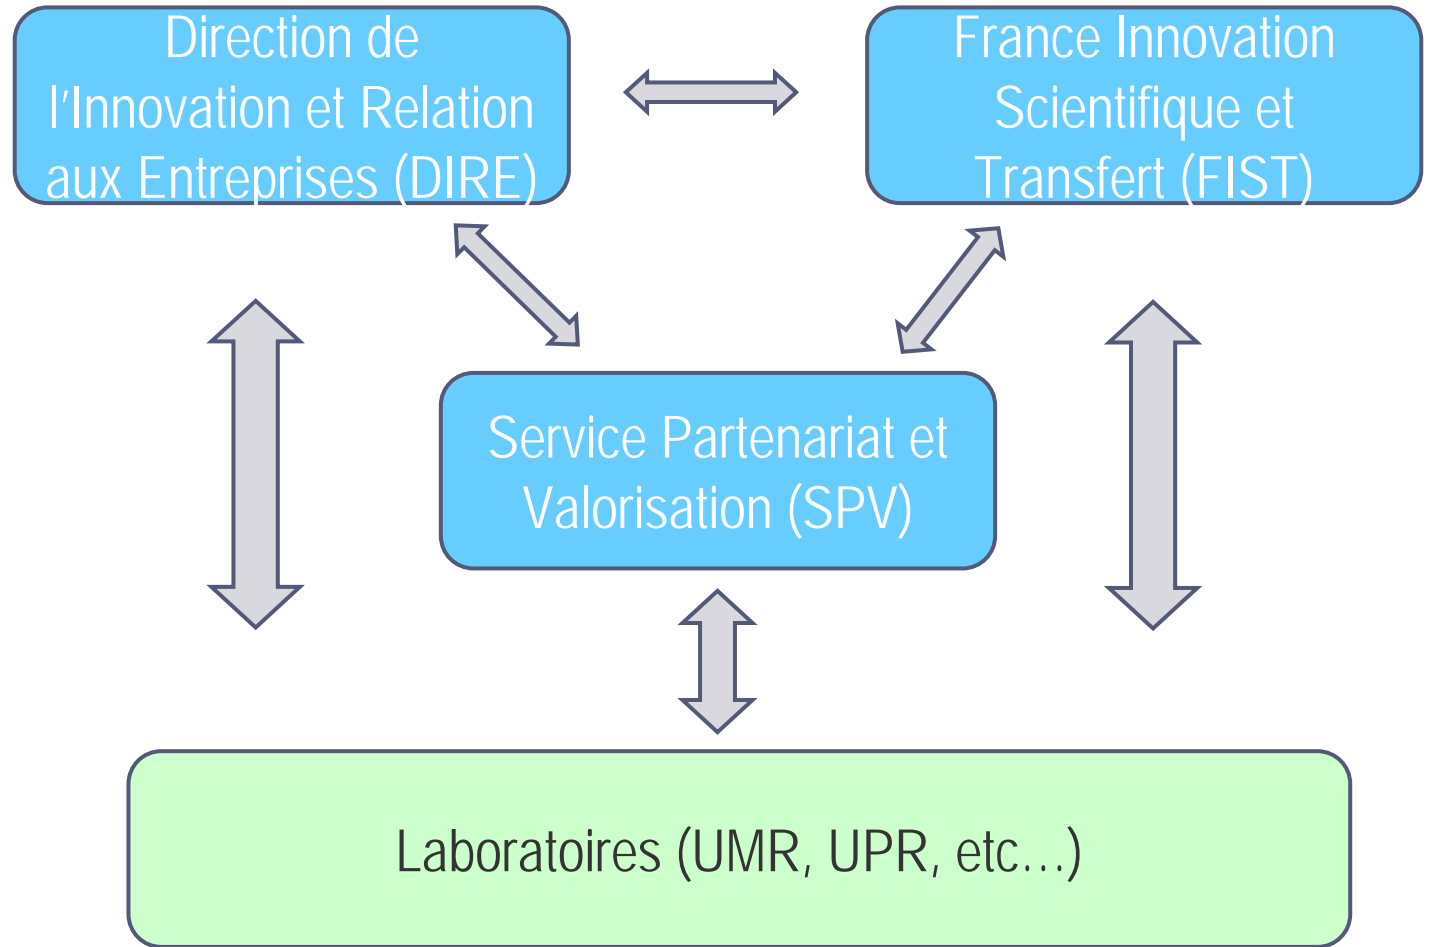 Direction de
l'Innovation et Relation
aux Entreprises (DIRE)
France Innovation
Scientifique et
Transfert (FIST)
Service Partenariat et
Valorisation (SPV)
Laboratoires (UMR, UPR, etc…)